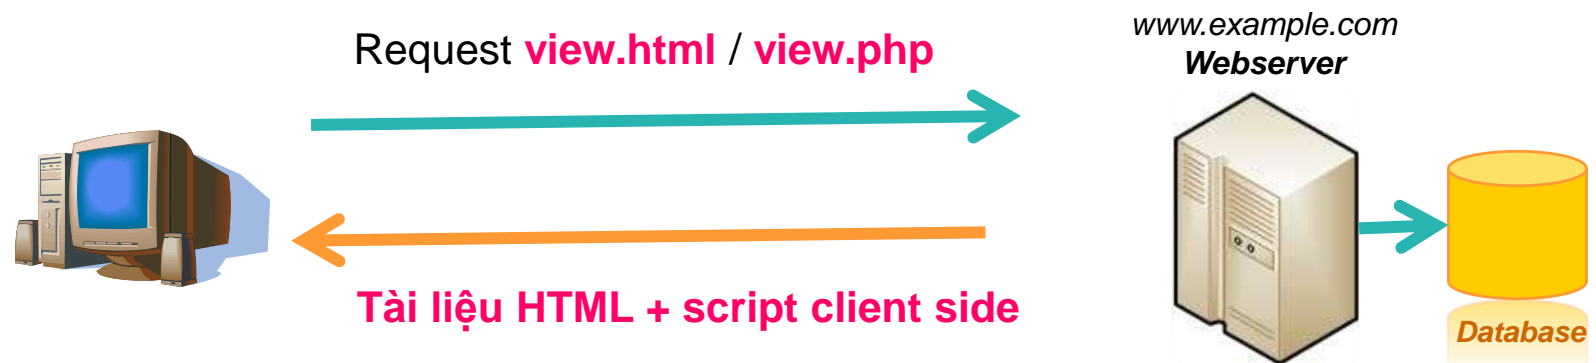 www.example.com
Webserver
Request view.html / view.php
Tài liệu HTML + script client side
Database